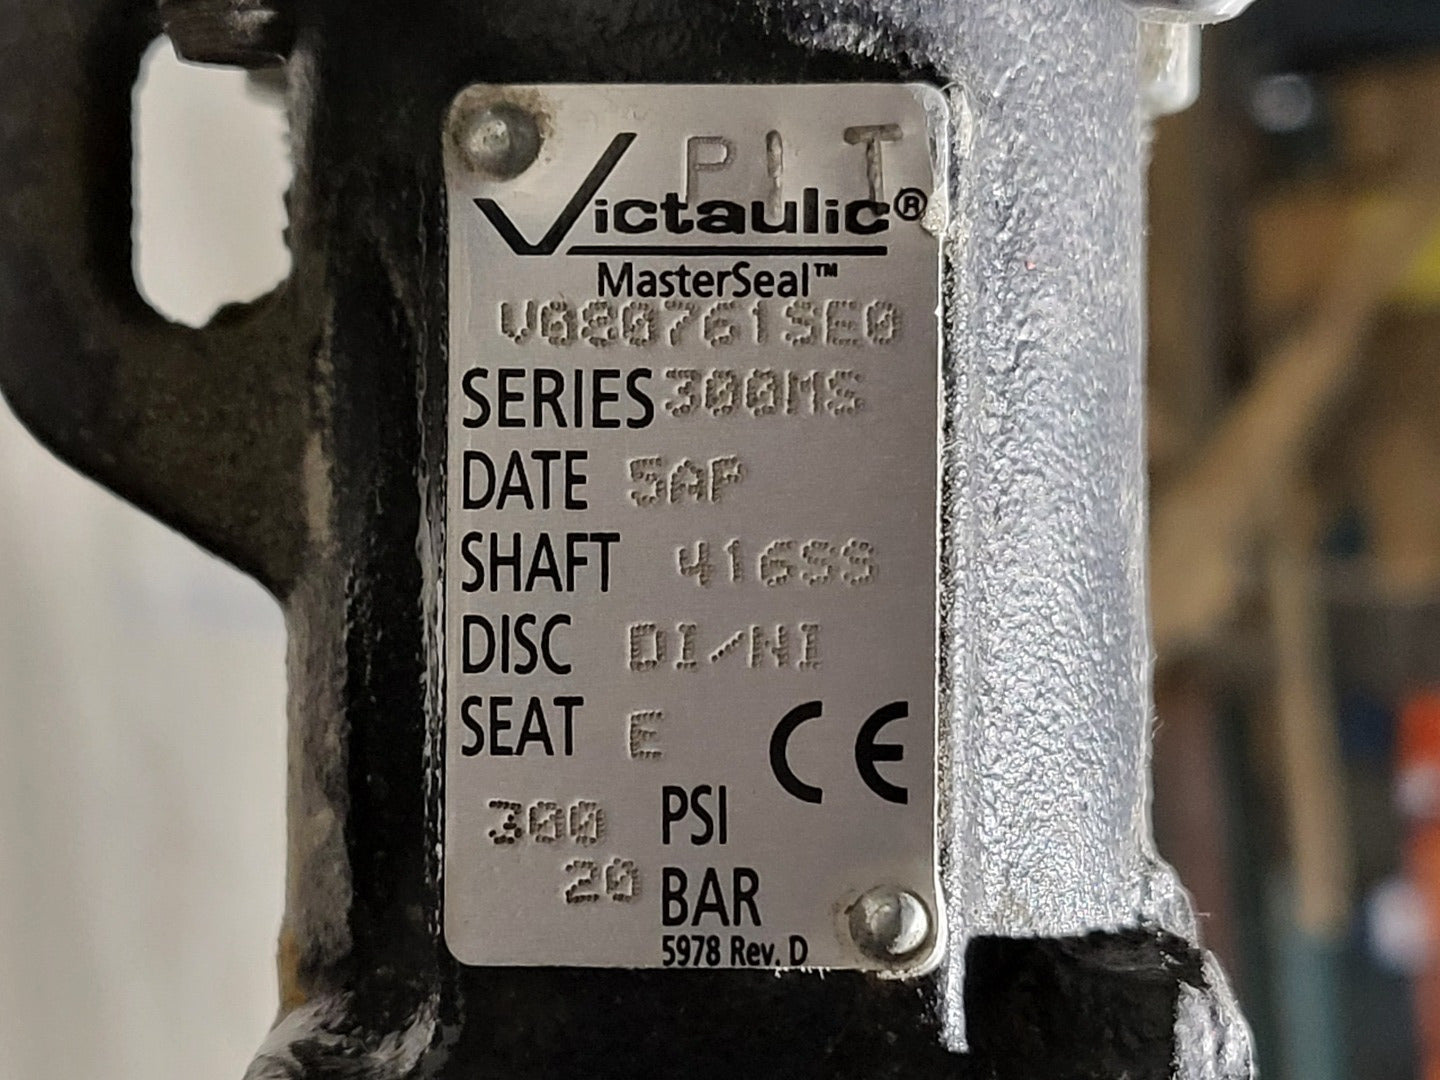 PIT
Victaulic®
MasterSeal™
V080761SE0
SERIES 300MS
DATE 5AP
SHAFT 416SS
DISC DI/NI
SEAT E
CE
300 PSI
20 BAR
5978 Rev. D